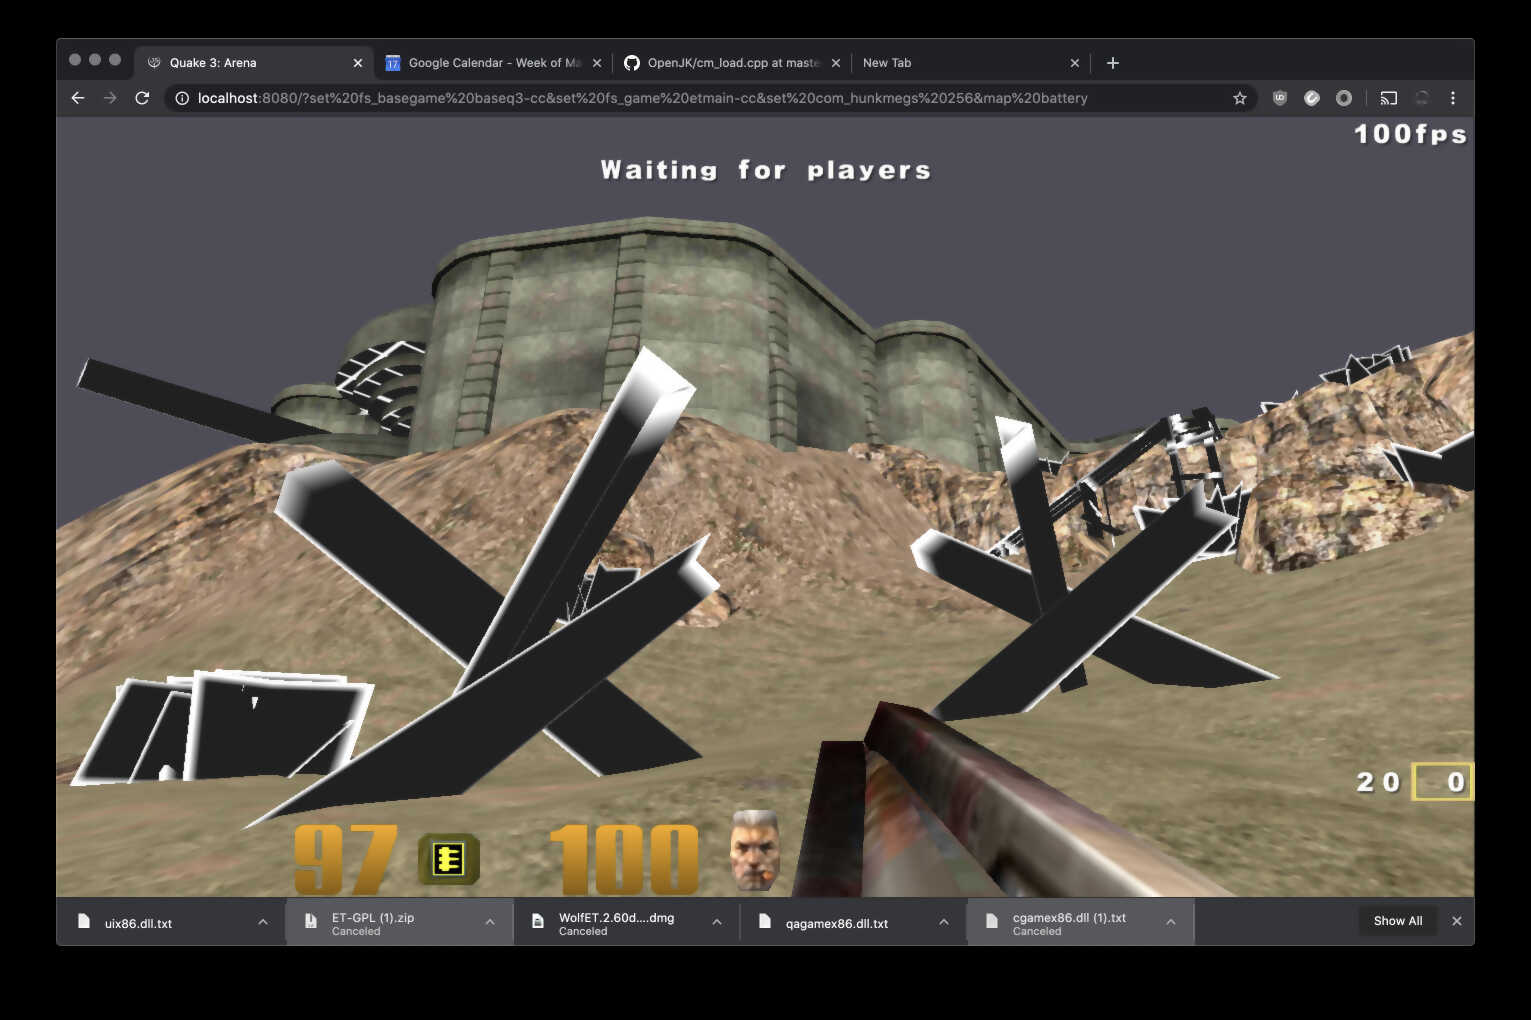 Quake 3: Arena
Google Calendar - Week of Ma
OpenJK/cm_load.cpp at maste
New Tab
localhost:8080/?set%20fs_basegame%20baseq3-cc&set%20fs_game%20etmain-cc&set%20com_hunkmegs%20256&map%20battery
100fps
Waiting for players
20 0
97 100
uix86.dll.txt
ET-GPL (1).zip
Canceled
WolfET.2.60d....dmg
Canceled
qagamex86.dll.txt
cgamex86.dll (1).txt
Canceled
Show All